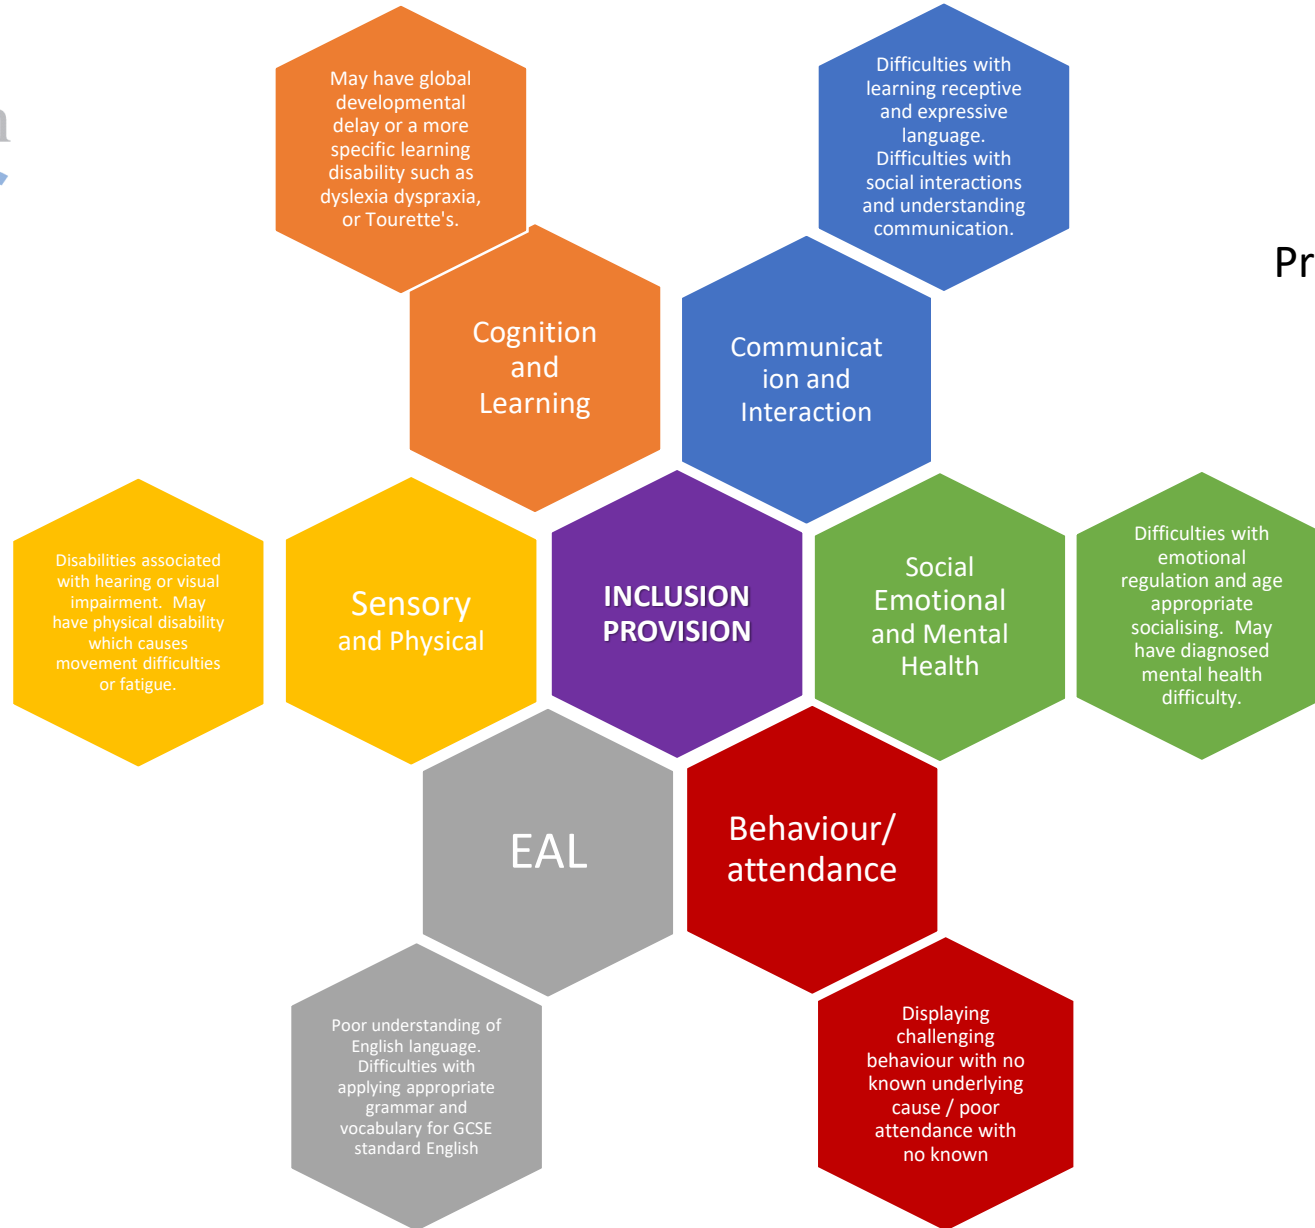 May have global
developmental
delay or a more
specific learning
disability such as
dyslexia dyspraxia,
or Tourette's.
Difficulties with
learning receptive
and expressive
language.
Difficulties with
social interactions
and understanding
communication.
Pr
Cognition
and
Learning
Communicat
ion and
Interaction
Disabilities associated
with hearing or visual
impairment.  May
have physical disability
which causes
movement difficulties
or fatigue.
Sensory
and Physical
INCLUSION
PROVISION
Social
Emotional
and Mental
Health
Difficulties with
emotional
regulation and age
appropriate
socialising.  May
have diagnosed
mental health
difficulty.
EAL
Behaviour/
attendance
Poor understanding of
English language.
Difficulties with
applying appropriate
grammar and
vocabulary for GCSE
standard English
Displaying
challenging
behaviour with no
known underlying
cause / poor
attendance with
no known